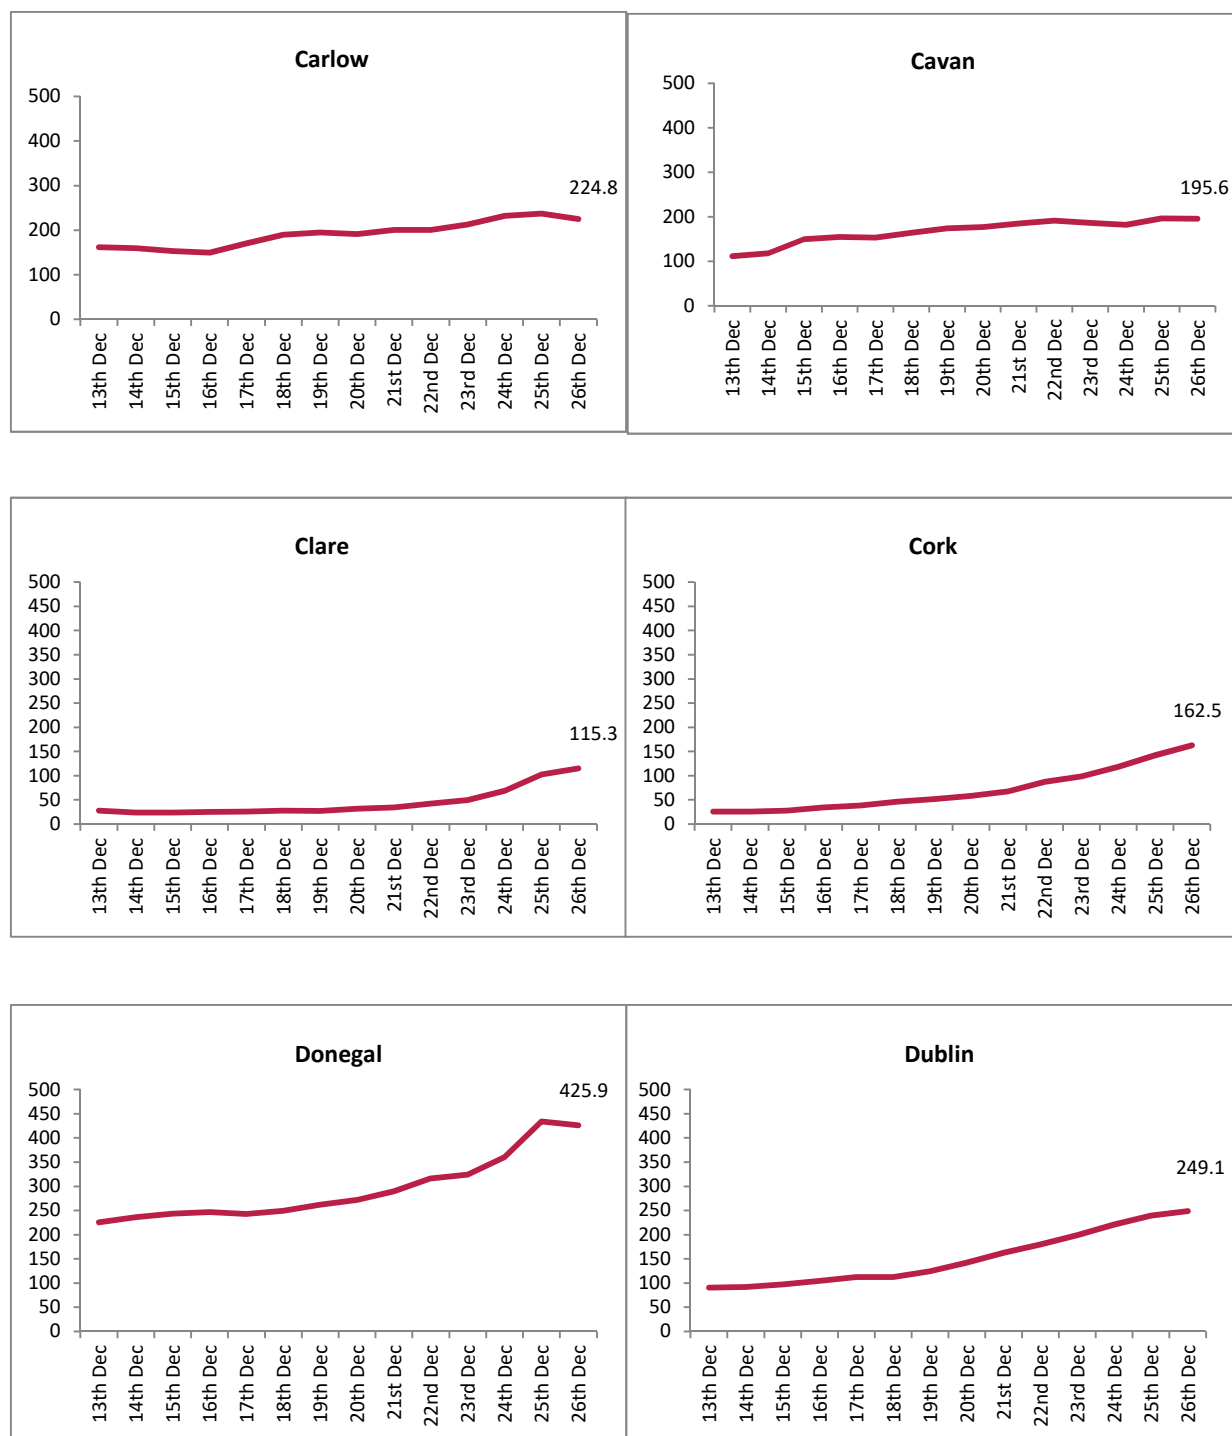 Carlow
500
400
300
200
100
0
224.8
13th Dec
14th Dec
15th Dec
16th Dec
17th Dec
18th Dec
19th Dec
20th Dec
21st Dec
22nd Dec
23rd Dec
24th Dec
25th Dec
26th Dec
Cavan
500
400
300
200
100
0
195.6
13th Dec
14th Dec
15th Dec
16th Dec
17th Dec
18th Dec
19th Dec
20th Dec
21st Dec
22nd Dec
23rd Dec
24th Dec
25th Dec
26th Dec
Clare
500
450
400
350
300
250
200
150
100
50
0
115.3
13th Dec
14th Dec
15th Dec
16th Dec
17th Dec
18th Dec
19th Dec
20th Dec
21st Dec
22nd Dec
23rd Dec
24th Dec
25th Dec
26th Dec
Cork
500
450
400
350
300
250
200
150
100
50
0
162.5
13th Dec
14th Dec
15th Dec
16th Dec
17th Dec
18th Dec
19th Dec
20th Dec
21st Dec
22nd Dec
23rd Dec
24th Dec
25th Dec
26th Dec
Donegal
500
450
400
350
300
250
200
150
100
50
0
425.9
13th Dec
14th Dec
15th Dec
16th Dec
17th Dec
18th Dec
19th Dec
20th Dec
21st Dec
22nd Dec
23rd Dec
24th Dec
25th Dec
26th Dec
Dublin
500
450
400
350
300
250
200
150
100
50
0
249.1
13th Dec
14th Dec
15th Dec
16th Dec
17th Dec
18th Dec
19th Dec
20th Dec
21st Dec
22nd Dec
23rd Dec
24th Dec
25th Dec
26th Dec